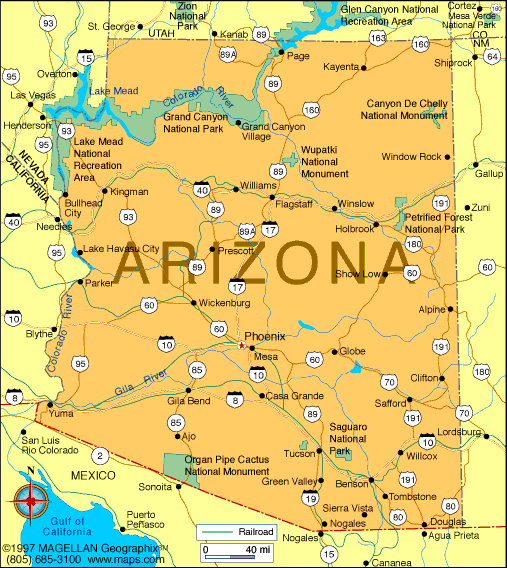 Zion
National
Park
Glen Canyon National
Recreation Area
Cortez
Mesa Verde
National Park
160
St. George
UTAH
Kanab
89
163
CO
NM
15
89A
Page
160
Shiprock
64
95
Overton
Kayenta
Las Vegas
Lake Mead
Colorado
River
89
160
Canyon De Chelly
National Monument
Henderson
Grand Canyon
National Park
Grand Canyon
Village
93
NEVADA
CALIFORNIA
Lake Mead
National
Recreation
Area
Wupatki
National
Monument
Window Rock
Gallup
95
Kingman
40
Williams
Flagstaff
Winslow
191
Zuni
Bullhead
City
93
89
Holbrook
Petrified Forest
National Park
40
Needles
89A
17
180
95
Lake Havasu City
Prescott
ARIZONA
89
Show Low
60
191
60
Parker
17
Wickenburg
60
10
Colorado River
60
Alpine
Blythe
Phoenix
95
10
Mesa
60
Globe
180
Gila River
10
70
Clifton
8
85
Gila Bend
8
Casa Grande
70
191
Yuma
Safford
70
San Luis
Rio Colorado
85
Ajo
89
Saguaro
National
Park
191
10
Lordsburg
2
Organ Pipe Cactus
National Monument
Tucson
Willcox
N
MEXICO
Sonoita
Green Valley
Benson
191
19
Tombstone
Gulf of
California
Puerto
Peñasco
Sierra Vista
80
80
Nogales
Douglas
Railroad
Nogales
Agua Prieta
©1997 MAGELLAN Geographix℠
(805) 685-3100 www.maps.com
0 40 mi
15
Cananea